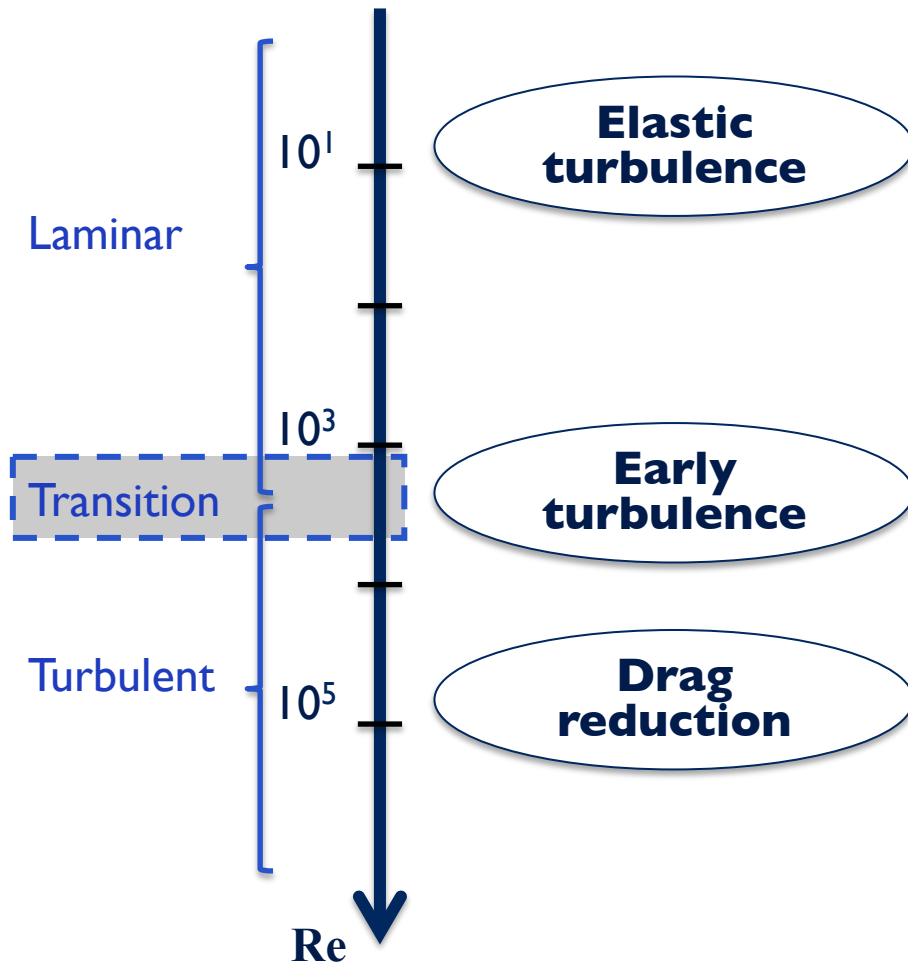 Elastic
turbulence
10¹
Laminar
10³
Early
turbulence
Transition
Turbulent
Drag
reduction
10⁵
Re